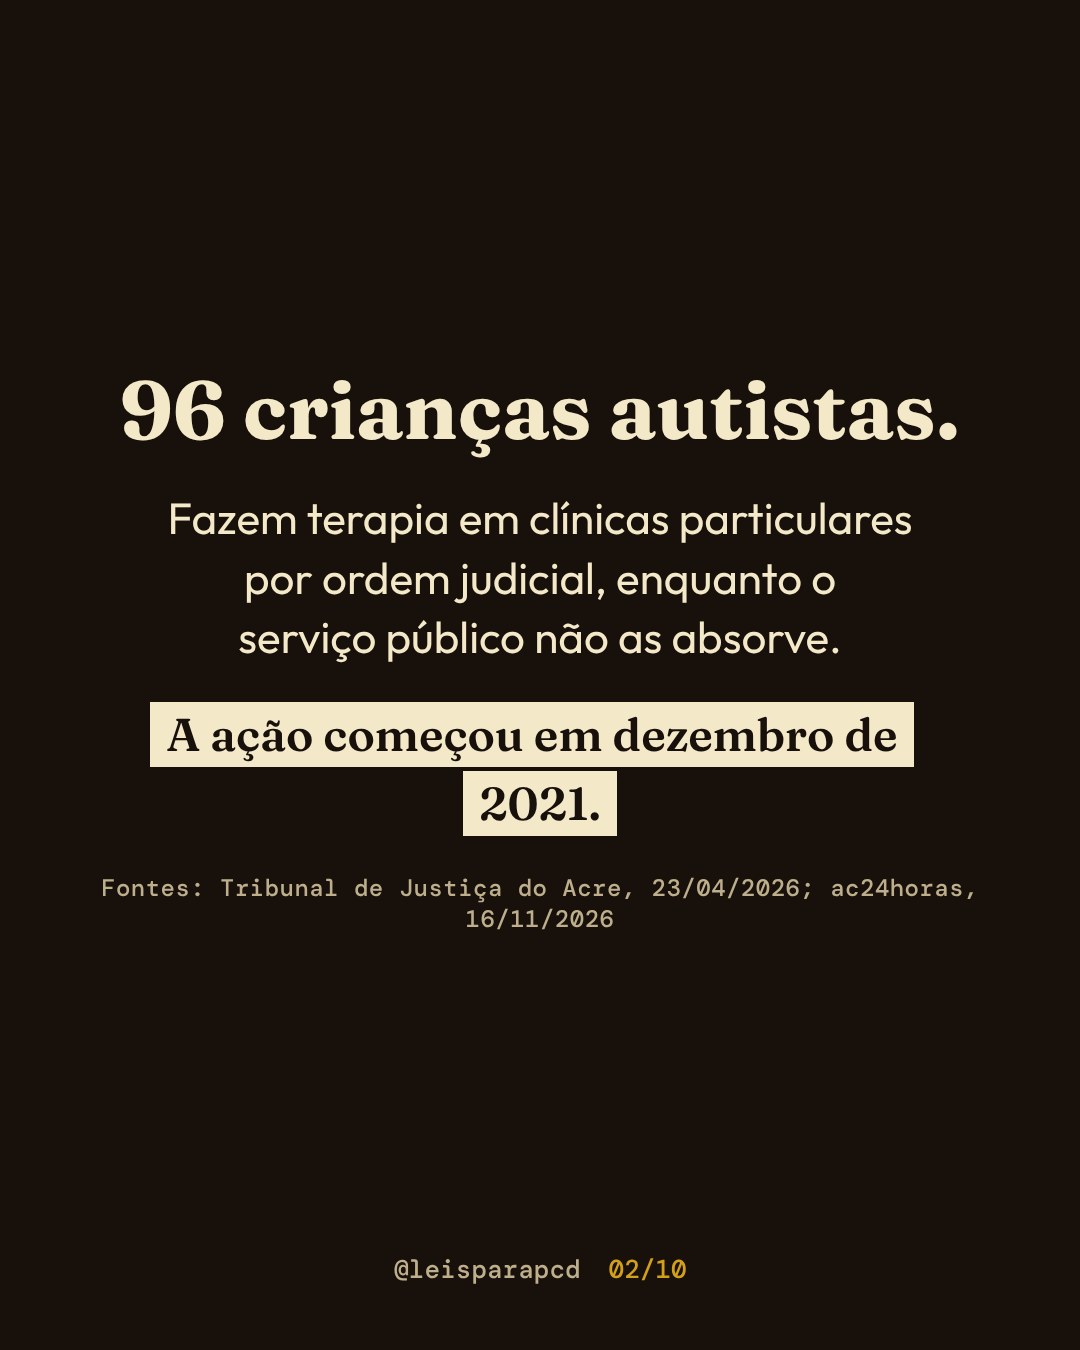 96 crianças autistas.
Fazem terapia em clínicas particulares
por ordem judicial, enquanto o
serviço público não as absorve.
A ação começou em dezembro de
2021.
Fontes: Tribunal de Justiça do Acre, 23/04/2026; ac24horas,
16/11/2026
@leisparapcd 02/10